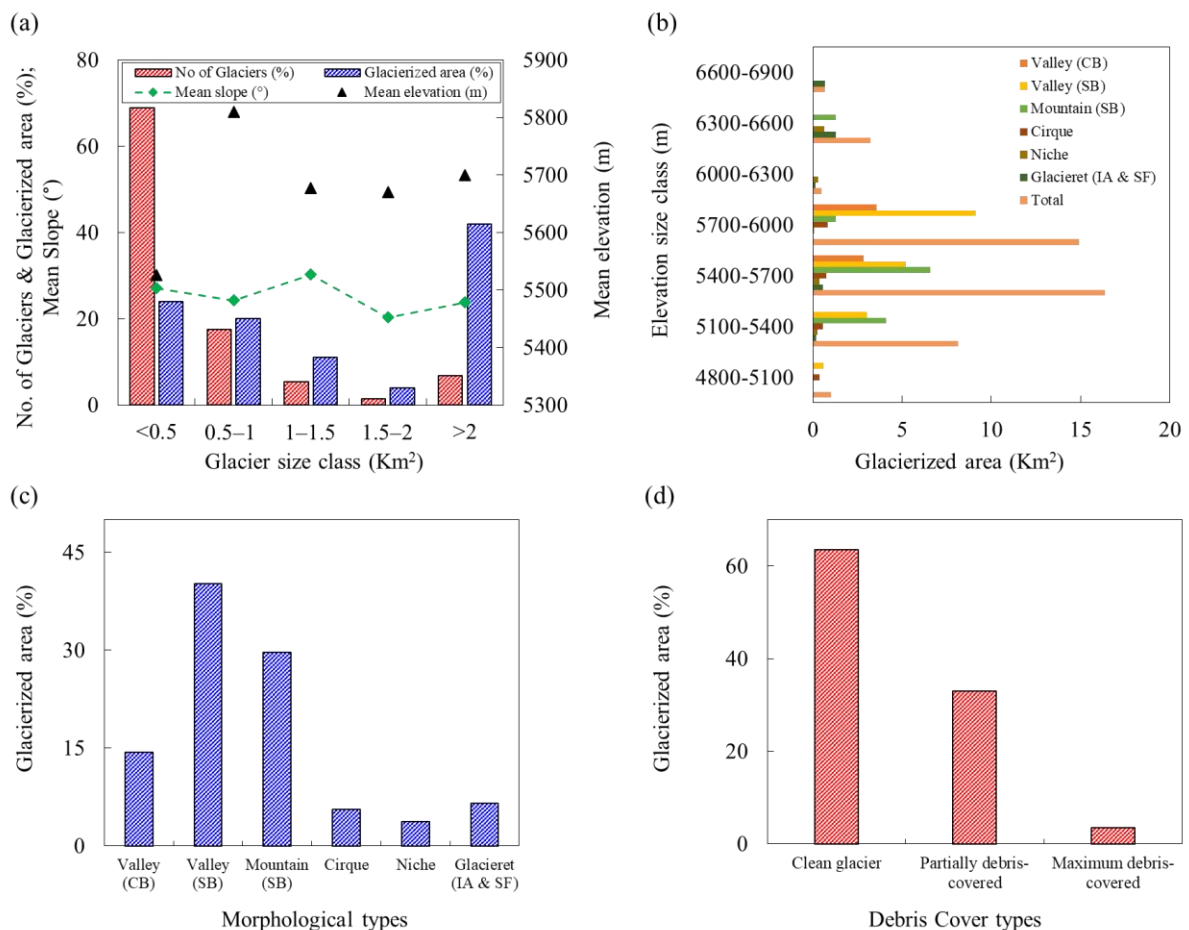 (a)
No. of Glaciers & Glacierized area (%);
Mean Slope (°)
80
60
40
20
0
No of Glaciers (%)
Glacierized area (%)
Mean slope (°)
Mean elevation (m)
5900
5800
5700
5600
5500
5400
5300
Mean elevation (m)
<0.5
0.5–1
1–1.5
1.5–2
>2
Glacier size class (Km²)
(b)
Elevation size class (m)
6600-6900
6300-6600
6000-6300
5700-6000
5400-5700
5100-5400
4800-5100
Valley (CB)
Valley (SB)
Mountain (SB)
Cirque
Niche
Glacieret (IA & SF)
Total
0
5
10
15
20
Glacierized area (Km²)
(c)
Glacierized area (%)
45
30
15
0
Valley
(CB)
Valley
(SB)
Mountain
(SB)
Cirque
Niche
Glacieret
(IA & SF)
Morphological types
(d)
Glacierized area (%)
60
40
20
0
Clean glacier
Partially debris-
covered
Maximum debris-
covered
Debris Cover types